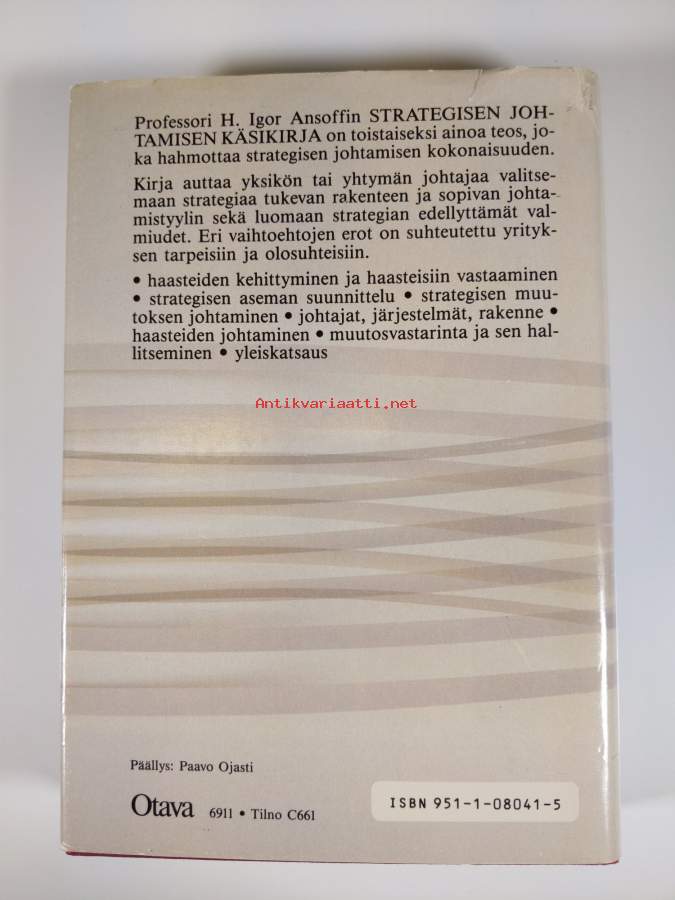 Professori H. Igor Ansoffin STRATEGISEN JOH-
TAMISEN KÄSIKIRJA on toistaiseksi ainoa teos, jo-
ka hahmottaa strategisen johtamisen kokonaisuuden.
Kirja auttaa yksikön tai yhtymän johtajaa valitse-
maan strategiaa tukevan rakenteen ja sopivan johta-
mistyylin sekä luomaan strategian edellyttämät val-
miudet. Eri vaihtoehtojen erot on suhteutettu yrityk-
sen tarpeisiin ja olosuhteisiin.
• haasteiden kehittyminen ja haasteisiin vastaaminen
• strategisen aseman suunnittelu • strategisen muu-
toksen johtaminen • johtajat, järjestelmät, rakenne •
haasteiden johtaminen • muutosvastarinta ja sen hal-
litseminen • yleiskatsaus
Antikvariaatti.net
Päällys: Paavo Ojasti
Otava 6911 • Tilno C661
ISBN 951-1-08041-5